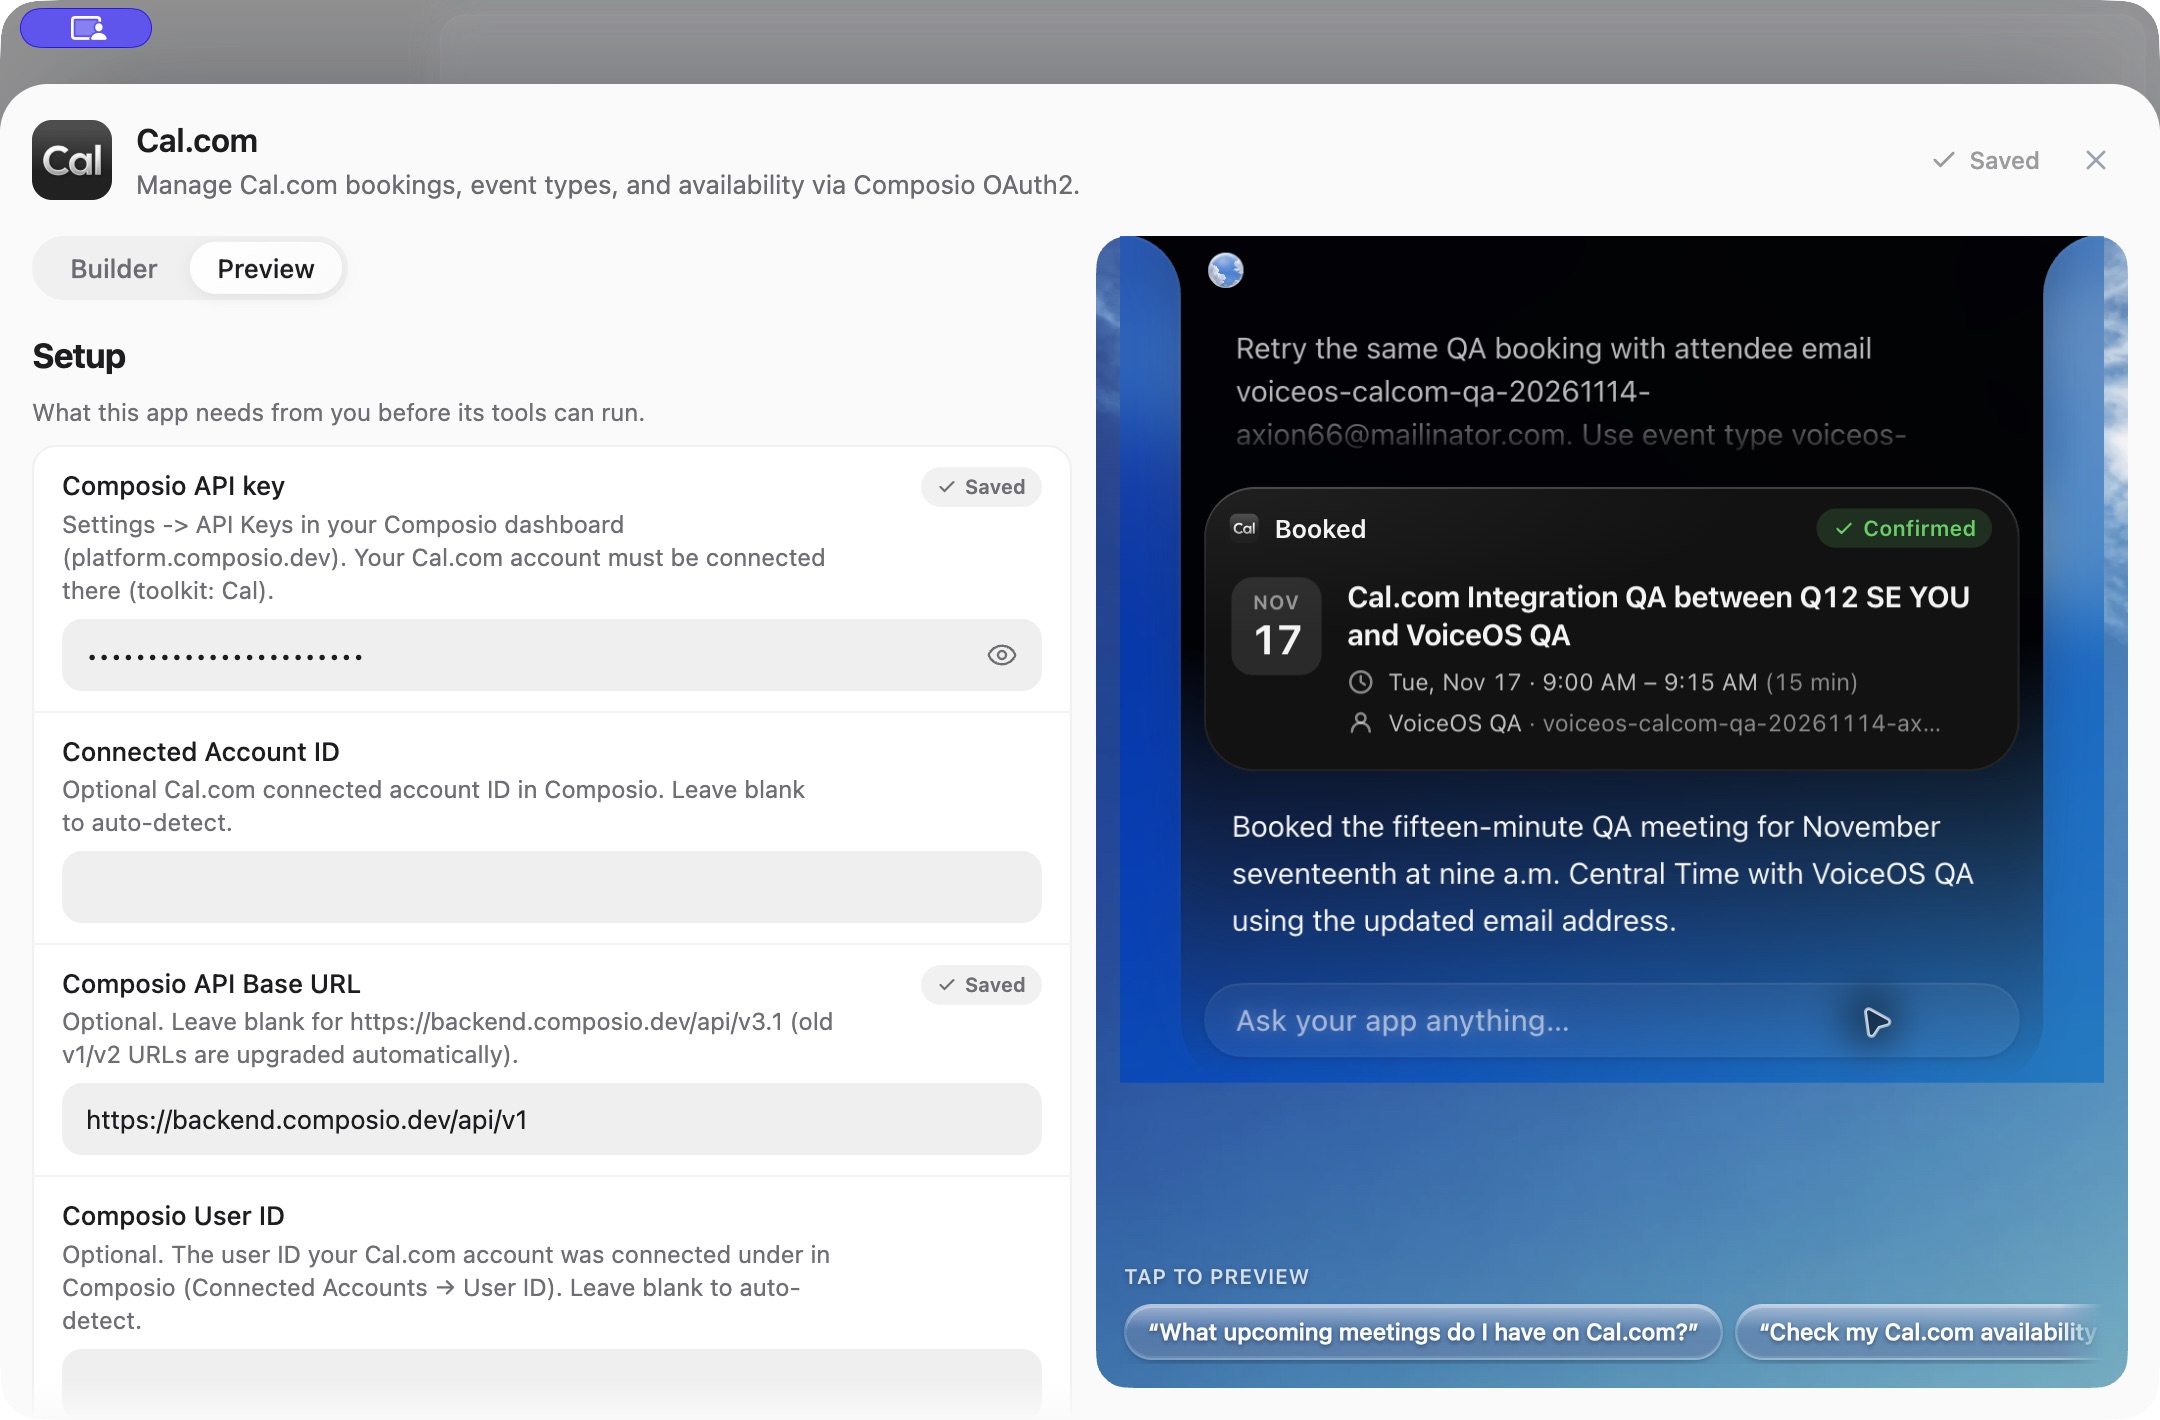 Cal
Cal.com
Manage Cal.com bookings, event types, and availability via Composio OAuth2.
Saved
Builder
Preview
Setup
What this app needs from you before its tools can run.
Composio API key
Saved
Settings -> API Keys in your Composio dashboard
(platform.composio.dev). Your Cal.com account must be connected
there (toolkit: Cal).
•••••••••••••••••••••••
Connected Account ID
Optional Cal.com connected account ID in Composio. Leave blank
to auto-detect.
Composio API Base URL
Saved
Optional. Leave blank for https://backend.composio.dev/api/v3.1 (old
v1/v2 URLs are upgraded automatically).
https://backend.composio.dev/api/v1
Composio User ID
Optional. The user ID your Cal.com account was connected under in
Composio (Connected Accounts → User ID). Leave blank to auto-
detect.
Retry the same QA booking with attendee email
voiceos-calcom-qa-20261114-
axion66@mailinator.com. Use event type voiceos-
Cal
Booked
Confirmed
NOV
17
Cal.com Integration QA between Q12 SE YOU
and VoiceOS QA
Tue, Nov 17 · 9:00 AM – 9:15 AM (15 min)
VoiceOS QA · voiceos-calcom-qa-20261114-ax...
Booked the fifteen-minute QA meeting for November
seventeenth at nine a.m. Central Time with VoiceOS QA
using the updated email address.
Ask your app anything...
TAP TO PREVIEW
“What upcoming meetings do I have on Cal.com?”
“Check my Cal.com availability